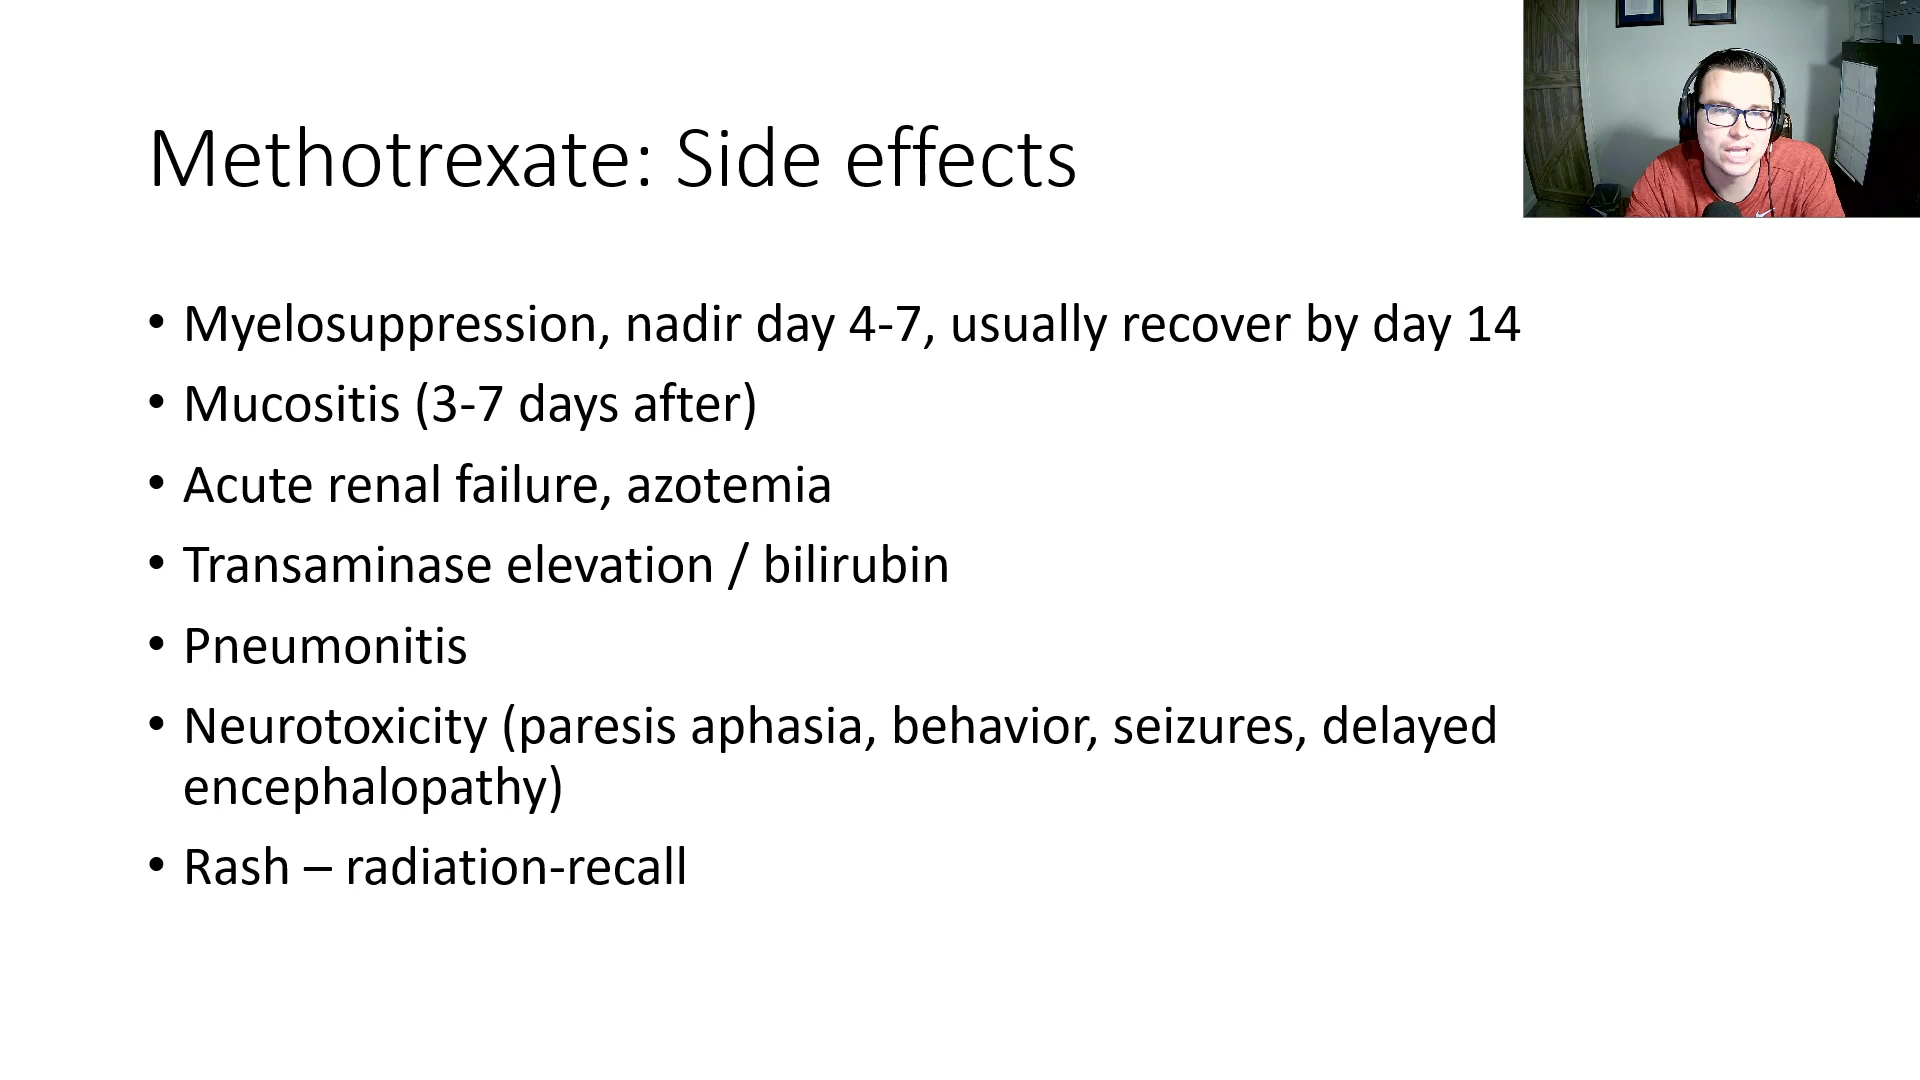 Methotrexate: Side effects
• Myelosuppression, nadir day 4-7, usually recover by day 14
• Mucositis (3-7 days after)
• Acute renal failure, azotemia
• Transaminase elevation / bilirubin
• Pneumonitis
• Neurotoxicity (paresis aphasia, behavior, seizures, delayed
encephalopathy)
• Rash – radiation-recall